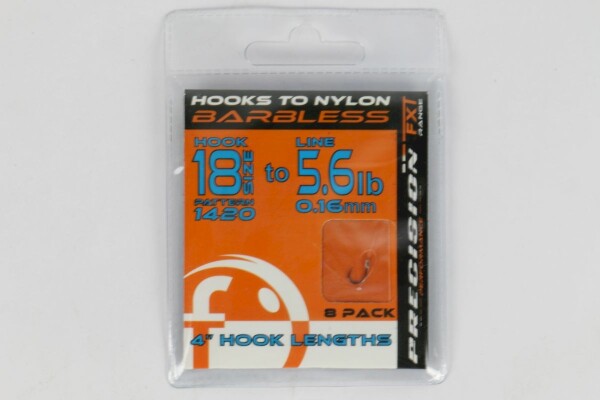 HOOKS TO NYLON
BARBLESS
HOOK
18 SIZE
PATTERN
1420
to
LINE
5.6lb
0.16mm
8 PACK
4" HOOK LENGTHS
f
PRECISION FXT
RANGE
PERFORMANCE